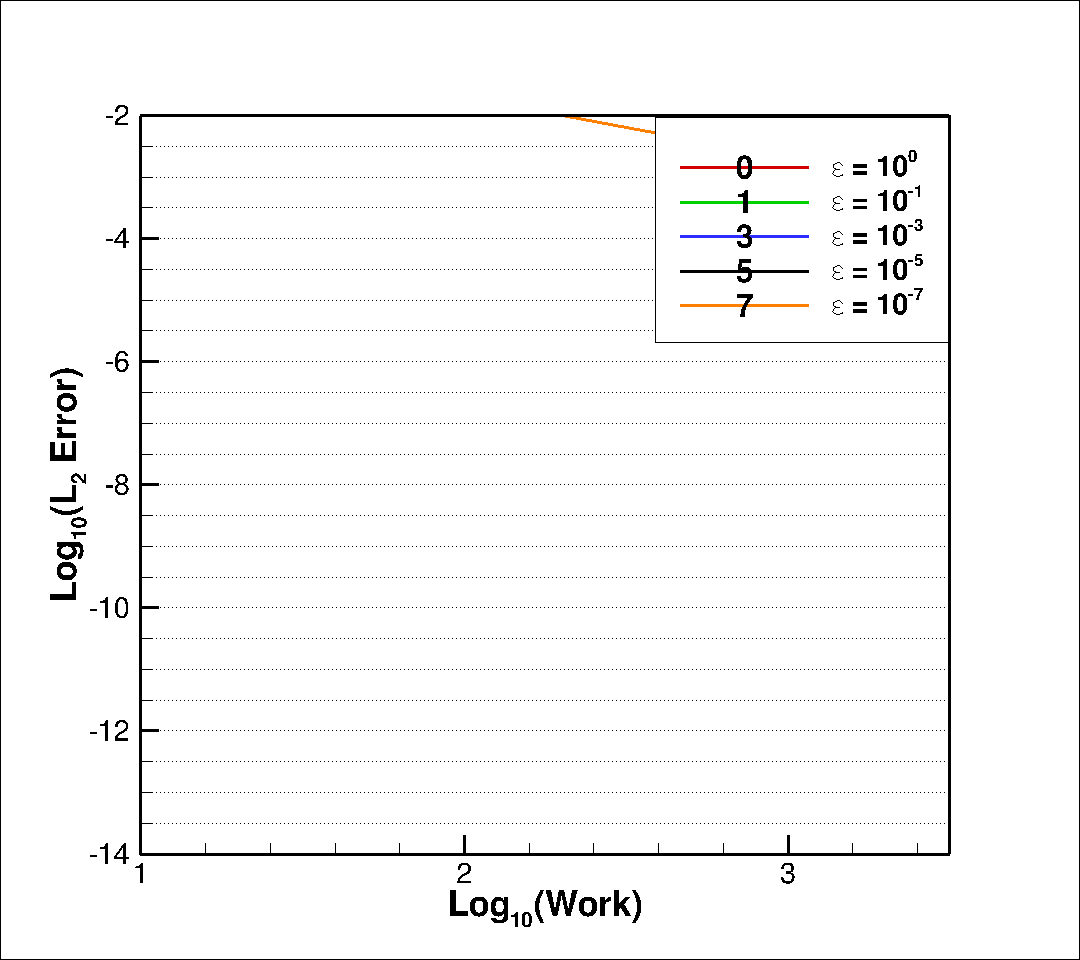 -2
0 ε = 10^0
1 ε = 10^-1
3 ε = 10^-3
5 ε = 10^-5
7 ε = 10^-7
-4
-6
-8
-10
-12
-14
Log10(L2 Error)
1 2 3
Log10(Work)